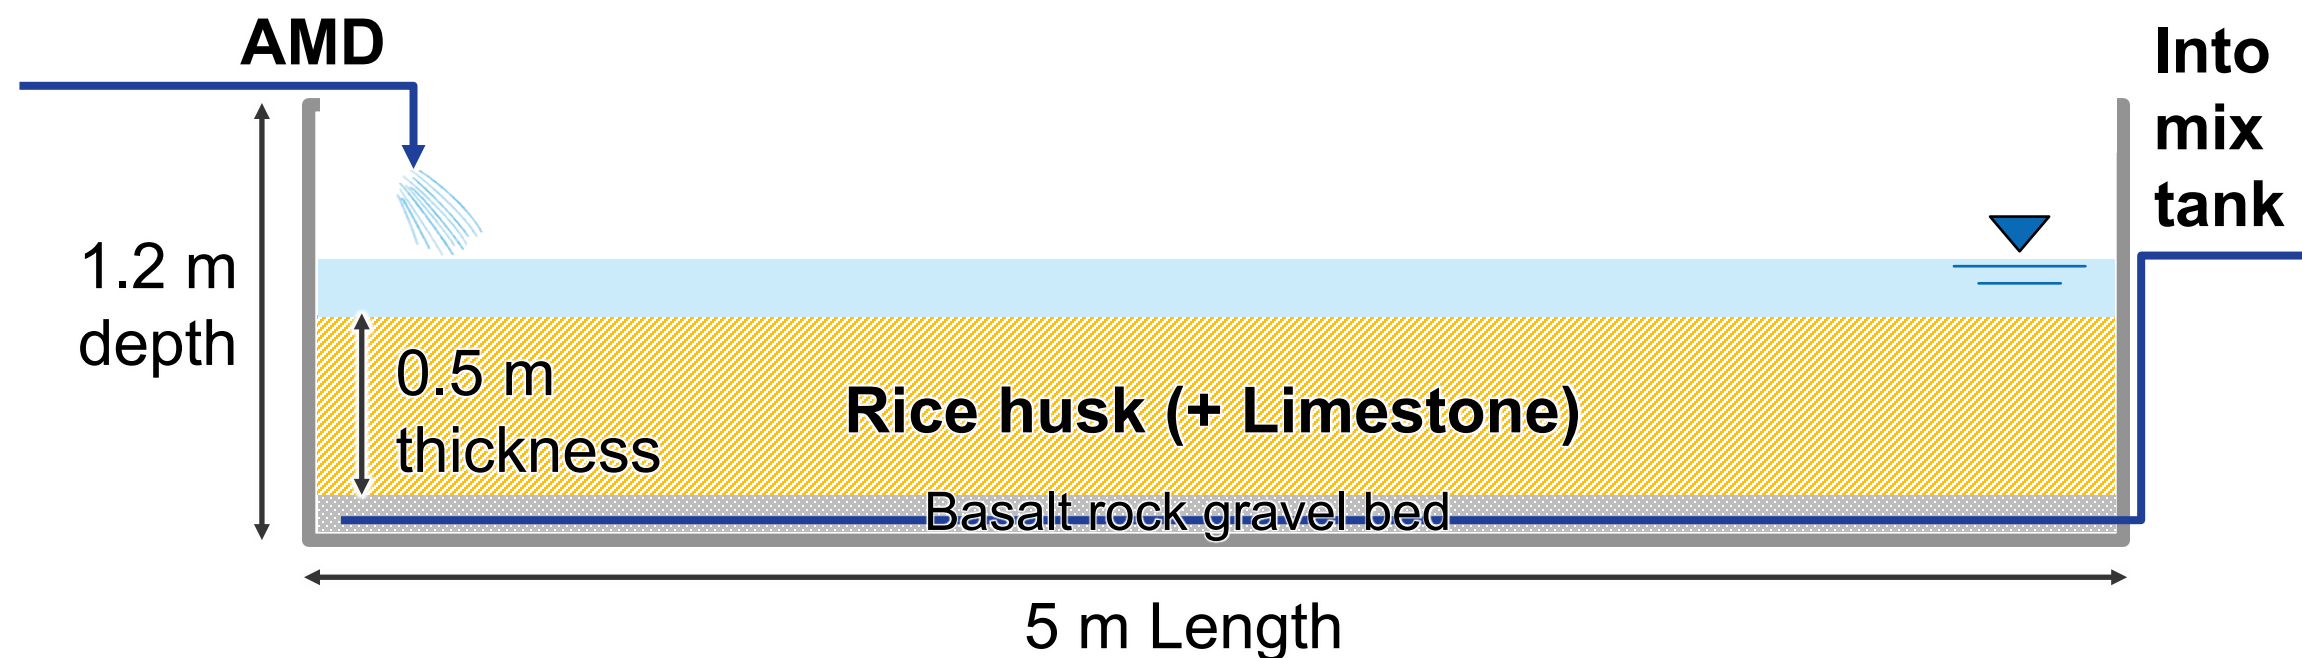 AMD
Into
mix
tank
1.2 m
depth
0.5 m
thickness
Rice husk (+ Limestone)
Basalt rock gravel bed
5 m Length